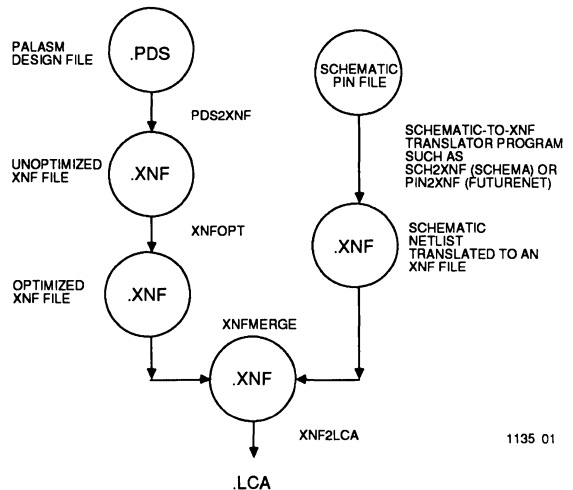 PALASM
DESIGN FILE
.PDS
PDS2XNF
UNOPTIMIZED
XNF FILE
.XNF
XNFOPT
OPTIMIZED
XNF FILE
.XNF
SCHEMATIC
PIN FILE
SCHEMATIC-TO-XNF
TRANSLATOR PROGRAM
SUCH AS
SCH2XNF (SCHEMA) OR
PIN2XNF (FUTURENET)
.XNF
SCHEMATIC
NETLIST
TRANSLATED TO AN
XNF FILE
XNFMERGE
.XNF
XNF2LCA
.LCA
1135 01